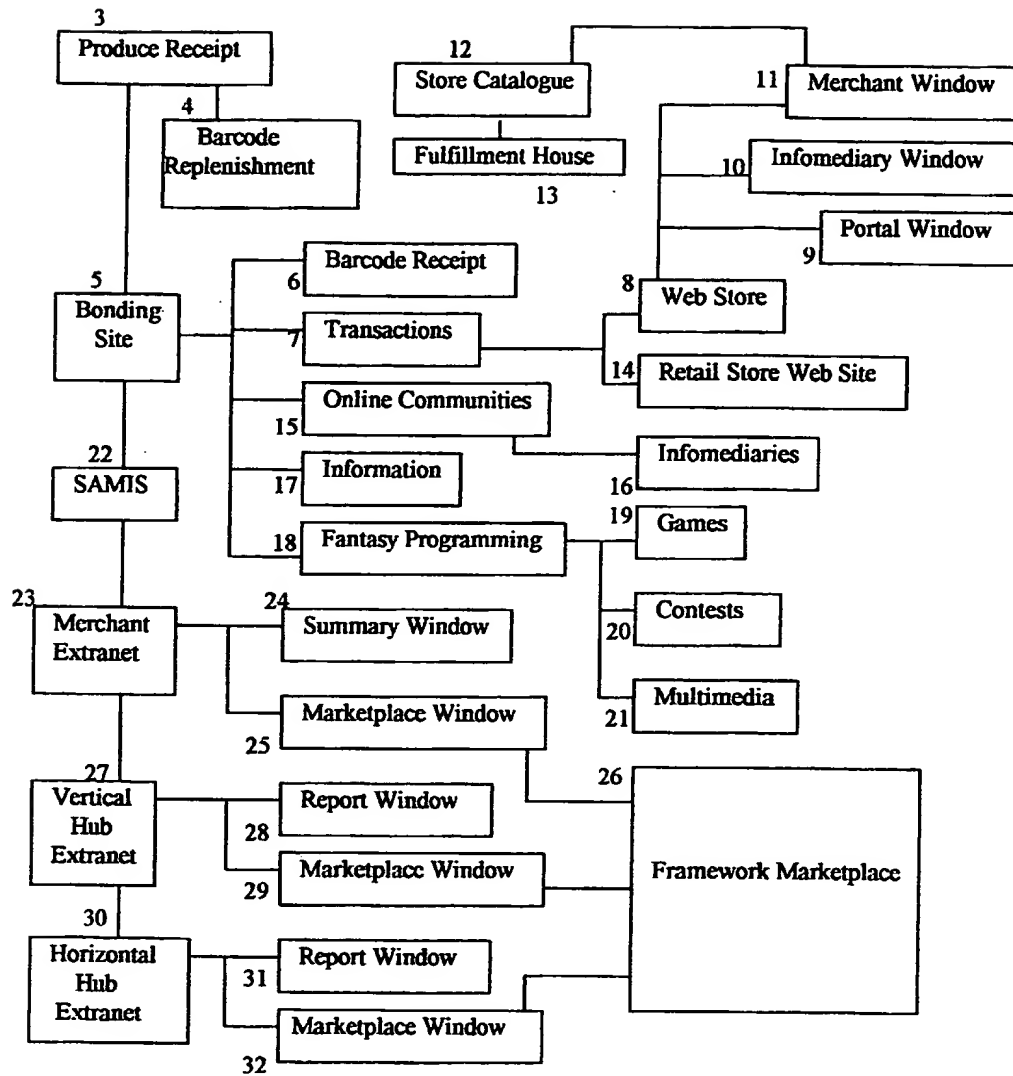 3
Produce Receipt
12
Store Catalogue
11
Merchant Window
4
Barcode
Replenishment
Fulfillment House
13
10
Infomediary Window
Portal Window
9
5
Bonding
Site
6
Barcode Receipt
8
Web Store
7
Transactions
14
Retail Store Web Site
15
Online Communities
22
SAMIS
17
Information
16
Infomediaries
18
Fantasy Programming
19
Games
23
Merchant
Extranet
24
Summary Window
20
Contests
25
Marketplace Window
21
Multimedia
27
Vertical
Hub
Extranet
28
Report Window
26
Framework Marketplace
29
Marketplace Window
30
Horizontal
Hub
Extranet
31
Report Window
32
Marketplace Window